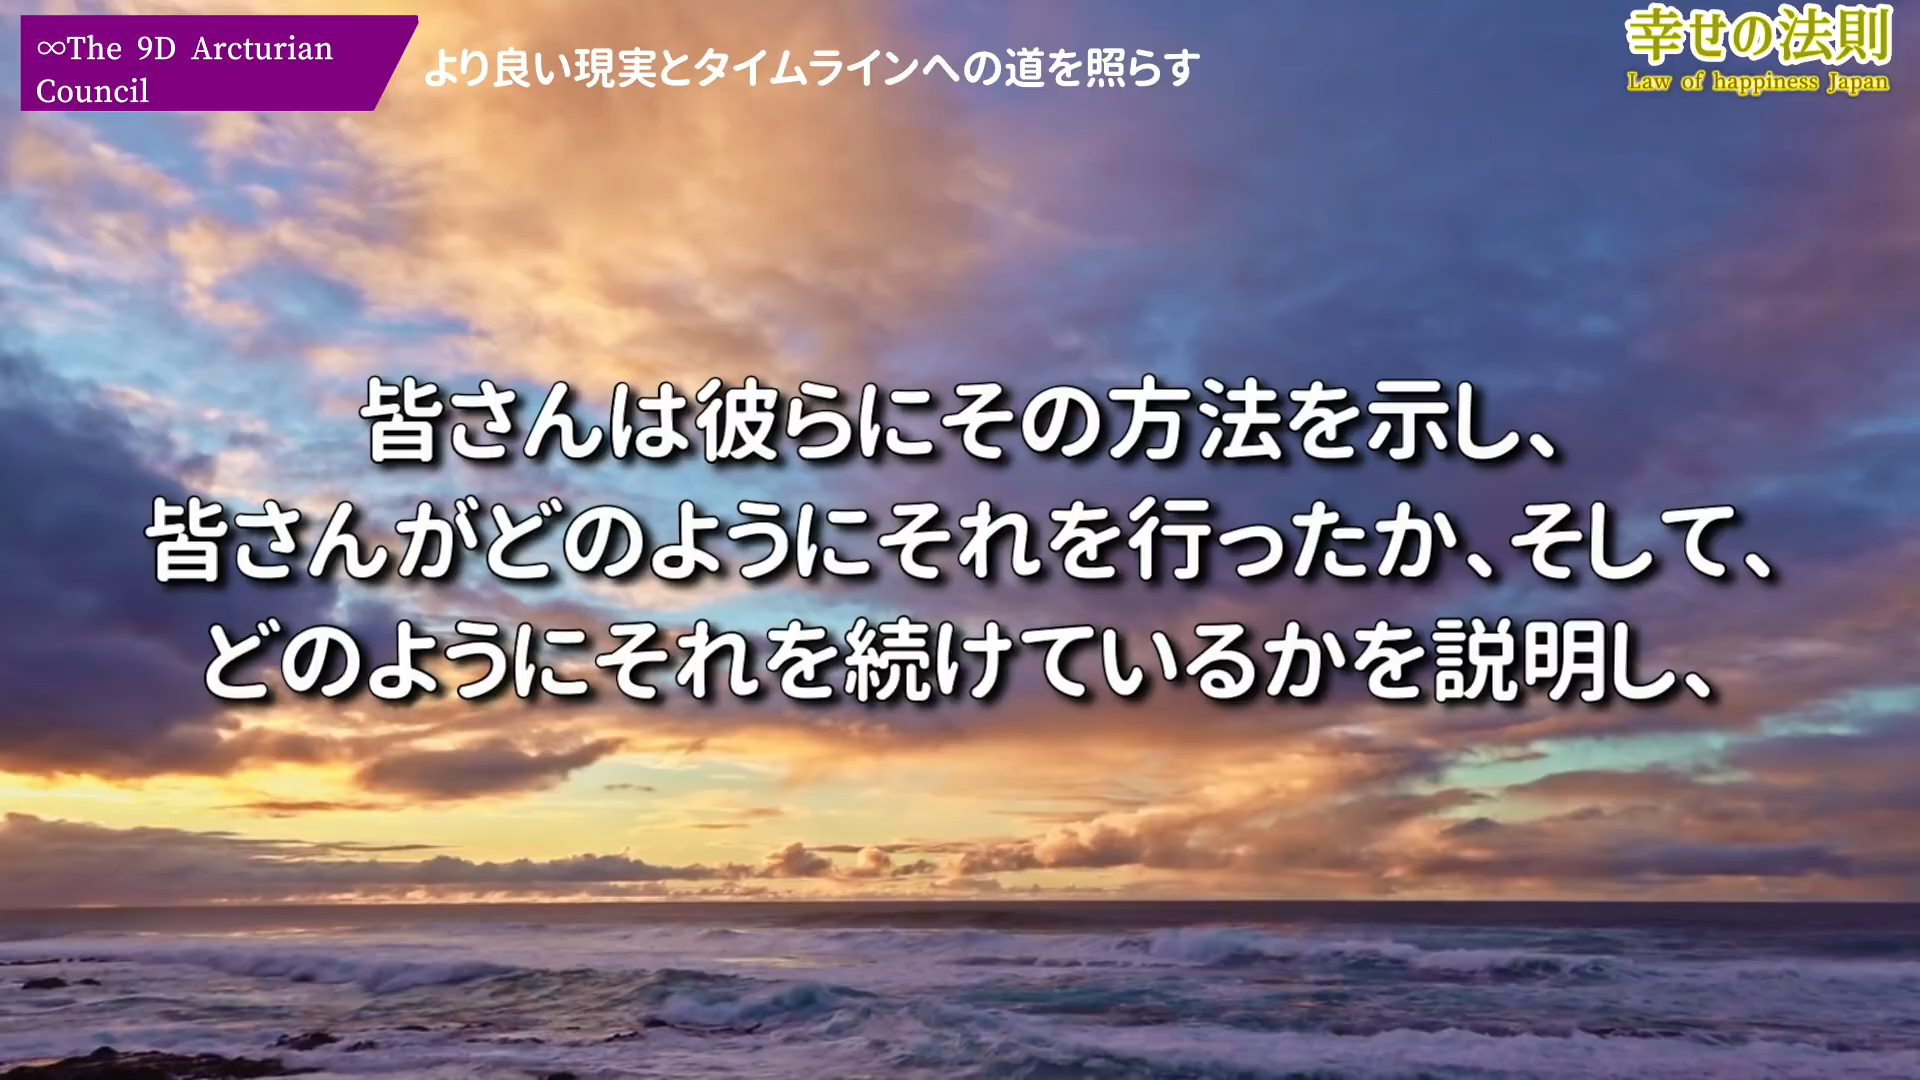 ∞The 9D Arcturian
Council
より良い現実とタイムラインへの道を照らす
幸せの法則
Law of happiness Japan
皆さんは彼らにその方法を示し、
皆さんがどのようにそれを行ったか、そして、
どのようにそれを続けているかを説明し、